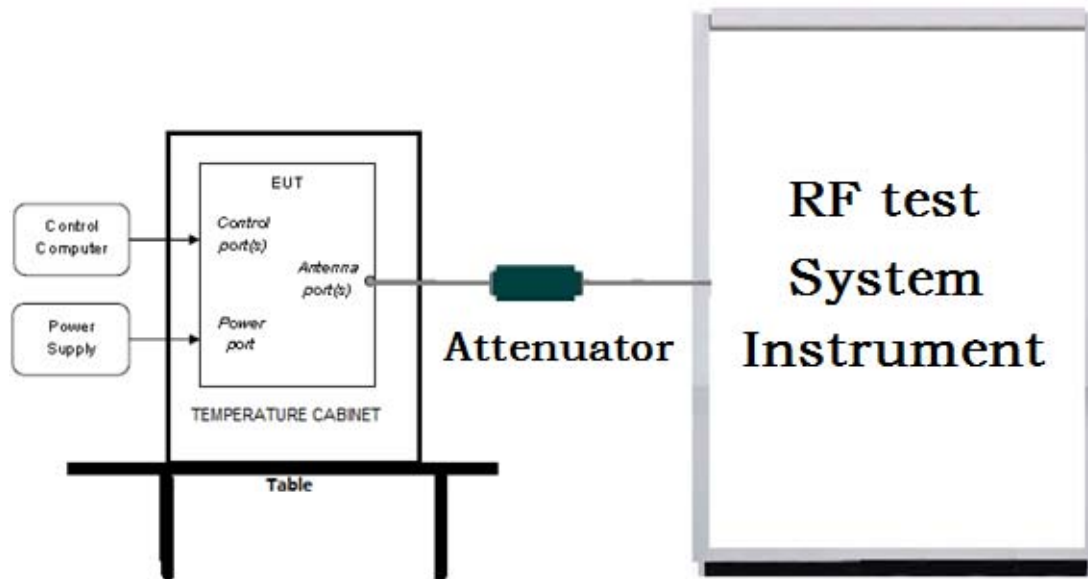 Control
Computer
Power
Supply
EUT
Control
port(s)
Antenna
port(s)
Power
port
TEMPERATURE CABINET
Table
Attenuator
RF test
System
Instrument